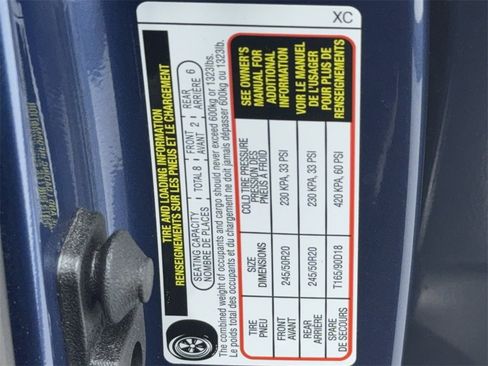 XC
TIRE AND LOADING INFORMATION
RENSEIGNEMENTS SUR LES PNEUS ET LE CHARGEMENT
SEATING CAPACITY TOTAL 8 FRONT 2 REAR 6
NOMBRE DE PLACES AVANT ARRIÈRE
The combined weight of occupants and cargo should never exceed 600kg or 1323lbs.
Le poids total des occupants et du chargement ne doit jamais dépasser 600kg ou 1323lb.
TIRE SIZE COLD TIRE PRESSURE
PNEU DIMENSIONS PRESSION DES
PNEUS A FROID
FRONT 245/50R20 230 KPA, 33 PSI
AVANT
REAR 245/50R20 230 KPA, 33 PSI
ARRIÈRE
SPARE T165/90D18 420 KPA, 60 PSI
DE SECOURS
SEE OWNER'S
MANUAL FOR
ADDITIONAL
INFORMATION
VOIR LE MANUEL
DE L'USAGER
POUR PLUS DE
RENSEIGNEMENTS